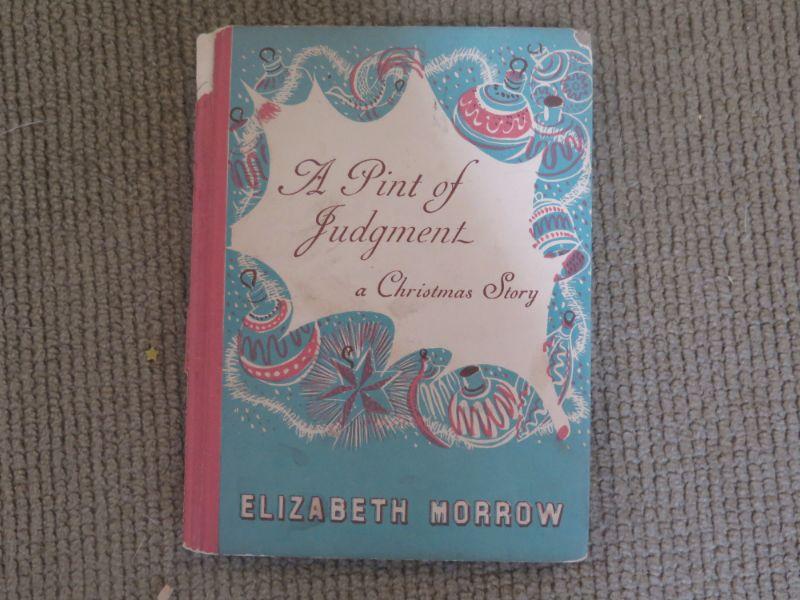 A Pint of
Judgment
a Christmas Story
ELIZABETH MORROW